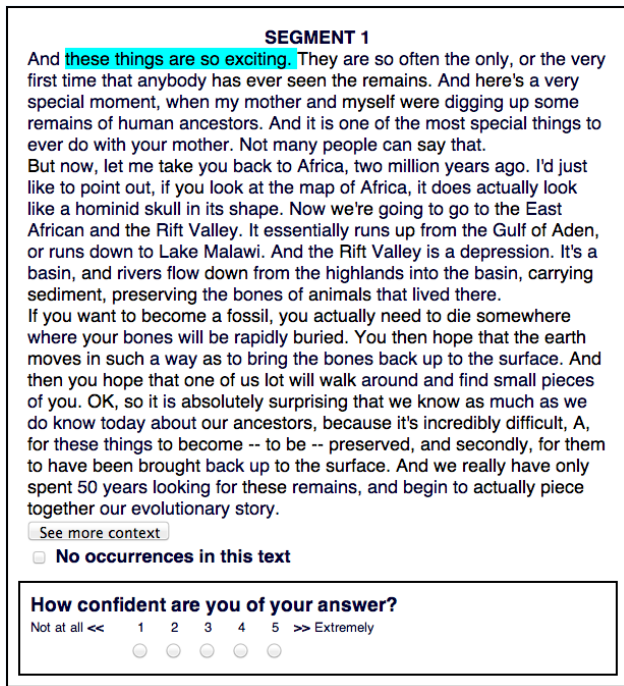 SEGMENT 1
And these things are so exciting. They are so often the only, or the very
first time that anybody has ever seen the remains. And here's a very
special moment, when my mother and myself were digging up some
remains of human ancestors. And it is one of the most special things to
ever do with your mother. Not many people can say that.
But now, let me take you back to Africa, two million years ago. I'd just
like to point out, if you look at the map of Africa, it does actually look
like a hominid skull in its shape. Now we're going to go to the East
African and the Rift Valley. It essentially runs up from the Gulf of Aden,
or runs down to Lake Malawi. And the Rift Valley is a depression. It's a
basin, and rivers flow down from the highlands into the basin, carrying
sediment, preserving the bones of animals that lived there.
If you want to become a fossil, you actually need to die somewhere
where your bones will be rapidly buried. You then hope that the earth
moves in such a way as to bring the bones back up to the surface. And
then you hope that one of us lot will walk around and find small pieces
of you. OK, so it is absolutely surprising that we know as much as we
do know today about our ancestors, because it's incredibly difficult, A,
for these things to become -- to be -- preserved, and secondly, for them
to have been brought back up to the surface. And we really have only
spent 50 years looking for these remains, and begin to actually piece
together our evolutionary story.
See more context
No occurrences in this text
How confident are you of your answer?
Not at all << 1 2 3 4 5 >> Extremely